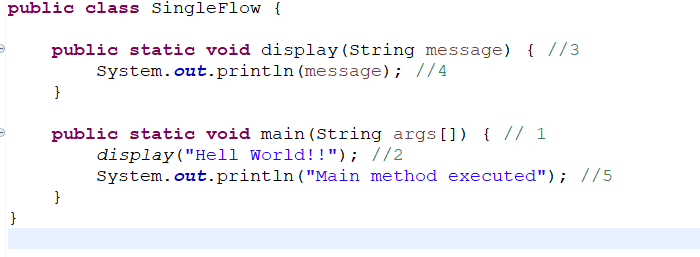 public class SingleFlow {
public static void display(String message) { //3
System.out.println(message); //4
}
public static void main(String args[]) { // 1
display("Hell World!!"); //2
System.out.println("Main method executed"); //5
}
}